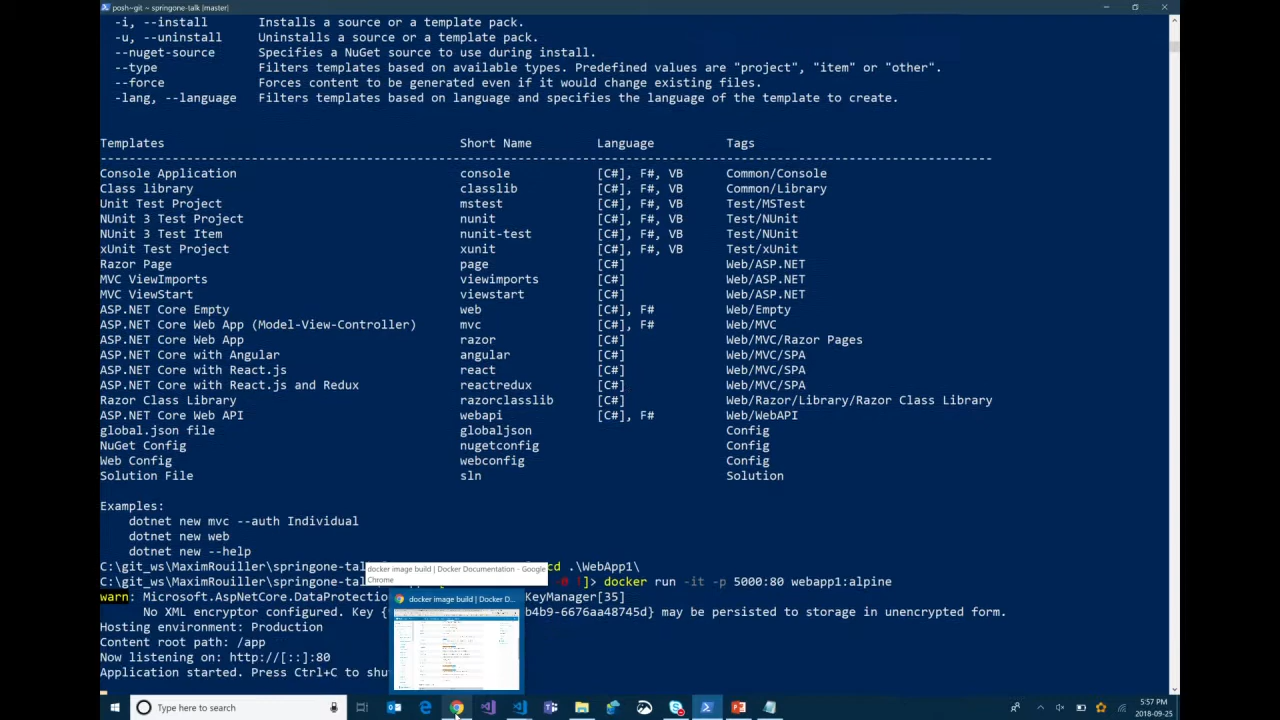 posh~git ~ springone-talk [master]
-i, --install Installs a source or a template pack.
-u, --uninstall Uninstalls a source or a template pack.
--nuget-source Specifies a NuGet source to use during install.
--type Filters templates based on available types. Predefined values are "project", "item" or "other".
--force Forces content to be generated even if it would change existing files.
-lang, --language Filters templates based on language and specifies the language of the template to create.
Templates Short Name Language Tags
----------------------------------------------------------------------------------------------------------------------------
Console Application console [C#], F#, VB Common/Console
Class library classlib [C#], F#, VB Common/Library
Unit Test Project mstest [C#], F#, VB Test/MSTest
NUnit 3 Test Project nunit [C#], F#, VB Test/NUnit
NUnit 3 Test Item nunit-test [C#], F#, VB Test/NUnit
xUnit Test Project xunit [C#], F#, VB Test/xUnit
Razor Page page [C#] Web/ASP.NET
MVC ViewImports viewimports [C#] Web/ASP.NET
MVC ViewStart viewstart [C#] Web/ASP.NET
ASP.NET Core Empty web [C#], F# Web/Empty
ASP.NET Core Web App (Model-View-Controller) mvc [C#], F# Web/MVC
ASP.NET Core Web App razor [C#] Web/MVC/Razor Pages
ASP.NET Core with Angular angular [C#] Web/MVC/SPA
ASP.NET Core with React.js react [C#] Web/MVC/SPA
ASP.NET Core with React.js and Redux reactredux [C#] Web/MVC/SPA
Razor Class Library razorclasslib [C#] Web/Razor/Library/Razor Class Library
ASP.NET Core Web API webapi [C#], F# Web/WebAPI
global.json file globaljson Config
NuGet Config nugetconfig Config
Web Config webconfig Config
Solution File sln Solution
Examples:
dotnet new mvc --auth Individual
dotnet new web
dotnet new --help
C:\git_ws\MaximRouiller\springone-tal cd .\WebApp1\
docker image build | Docker Documentation - Google Chrome
C:\git_ws\MaximRouiller\springone-tal ]> docker run -it -p 5000:80 webapp1:alpine
warn: Microsoft.AspNetCore.DataProtectio KeyManager[35]
docker image build | Docker D...
No XML encryptor configured. Key { b4b9-6676aa48745d} may be persisted to storage in unencrypted form.
Hosting environment: Production
Content root path: /app
Now listening on: http://[::]:80
Application started. Press Ctrl+C to shut
Type here to search
5:57 PM
2018-09-25